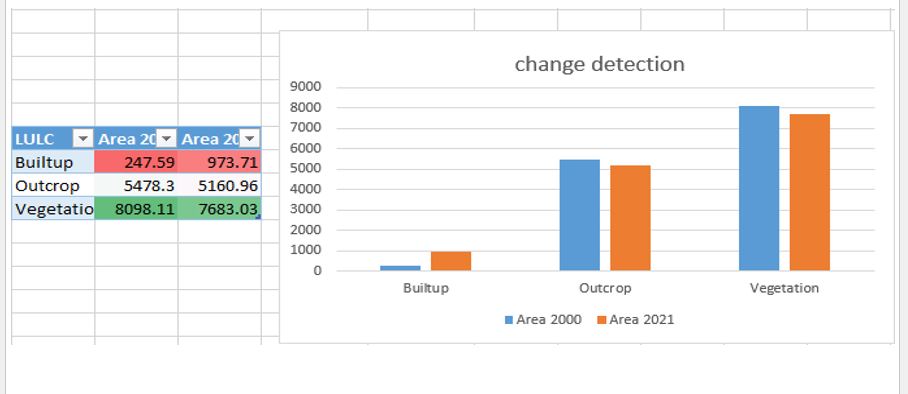 change detection
9000
8000
7000
6000
5000
4000
3000
2000
1000
0
LULC Area 20 Area 20
Builtup 247.59 973.71
Outcrop 5478.3 5160.96
Vegetatio 8098.11 7683.03
Builtup Outcrop Vegetation
Area 2000 Area 2021